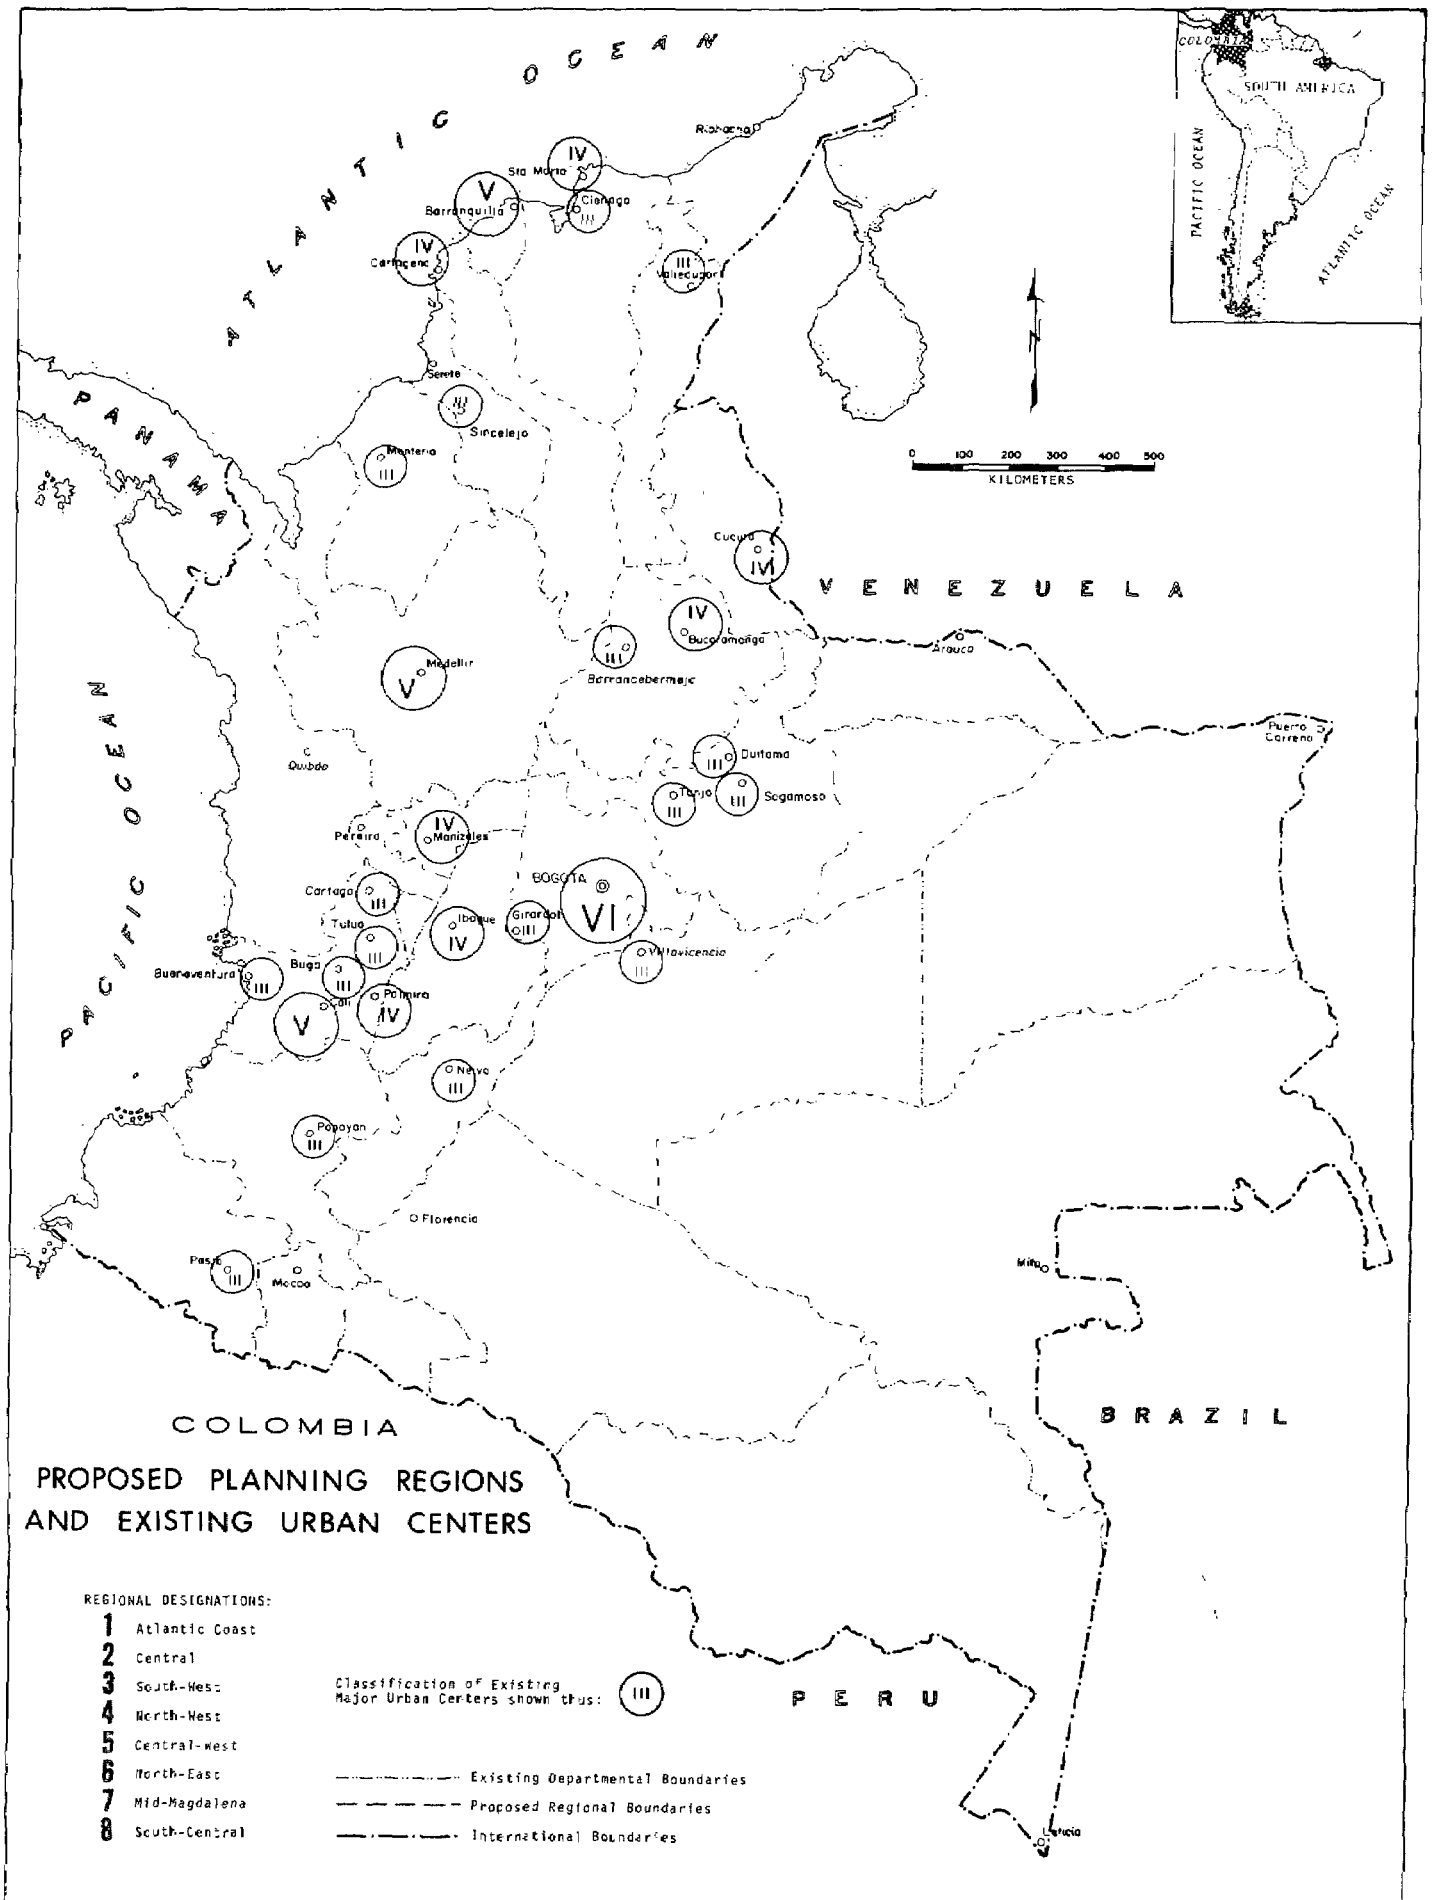 ATLANTIC OCEAN
COLOMBIA
SOUTH AMERICA
PACIFIC OCEAN
ATLANTIC OCEAN
Riohacha
IV
Sta Marta
V
Barranquilla
Cienaga
III
IV
Cartagena
III
Valledupar
N
PANAMA
Serete
III
Sincelejo
Monteria
III
0 100 200 300 400 500
KILOMETERS
Cucuta
IV
VENEZUELA
IV
Bucaramanga
Arauca
III
Barrancabermeja
Medellin
V
Puerto
Carreno
PACIFIC OCEAN
Quibdo
Duitama
III
Tunja
III
Sogamoso
III
Pereira
IV
Manizales
BOGOTA
VI
Cartago
III
Ibague
IV
Girardot
III
Tulua
III
Villavicencio
III
Buga
III
Buenaventura
III
Palmira
IV
Cali
V
Neiva
III
Popayan
III
Florencia
Pasto
III
Mocoa
Mitu
BRAZIL
COLOMBIA
PROPOSED PLANNING REGIONS
AND EXISTING URBAN CENTERS
REGIONAL DESIGNATIONS:
1 Atlantic Coast
2 Central
3 South-West
4 North-West
5 Central-West
6 North-East
7 Mid-Magdalena
8 South-Central
Classification of Existing
Major Urban Centers shown thus: III
PERU
Existing Departmental Boundaries
Proposed Regional Boundaries
International Boundaries
Leticia